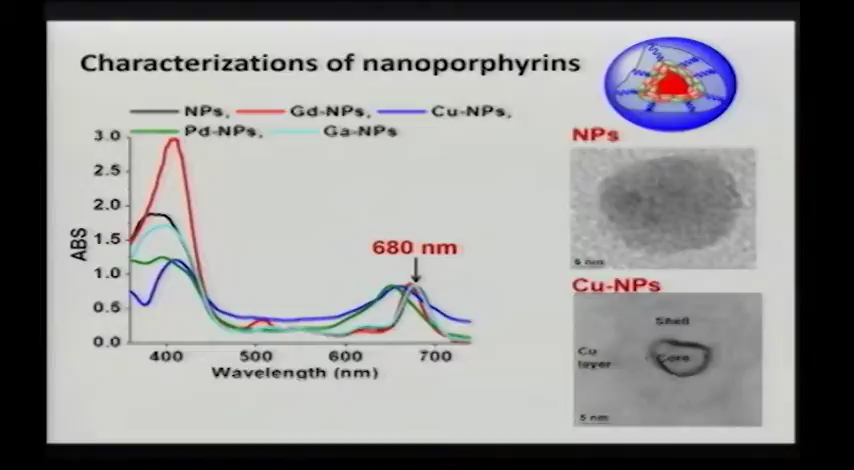 Characterizations of nanoporphyrins
NPs, Gd-NPs, Cu-NPs,
Pd-NPs, Ga-NPs
3.0
2.5
2.0
1.5
1.0
0.5
0.0
ABS
680 nm
400 500 600 700
Wavelength (nm)
NPs
5 nm
Cu-NPs
Shell
Cu
layer
Core
5 nm